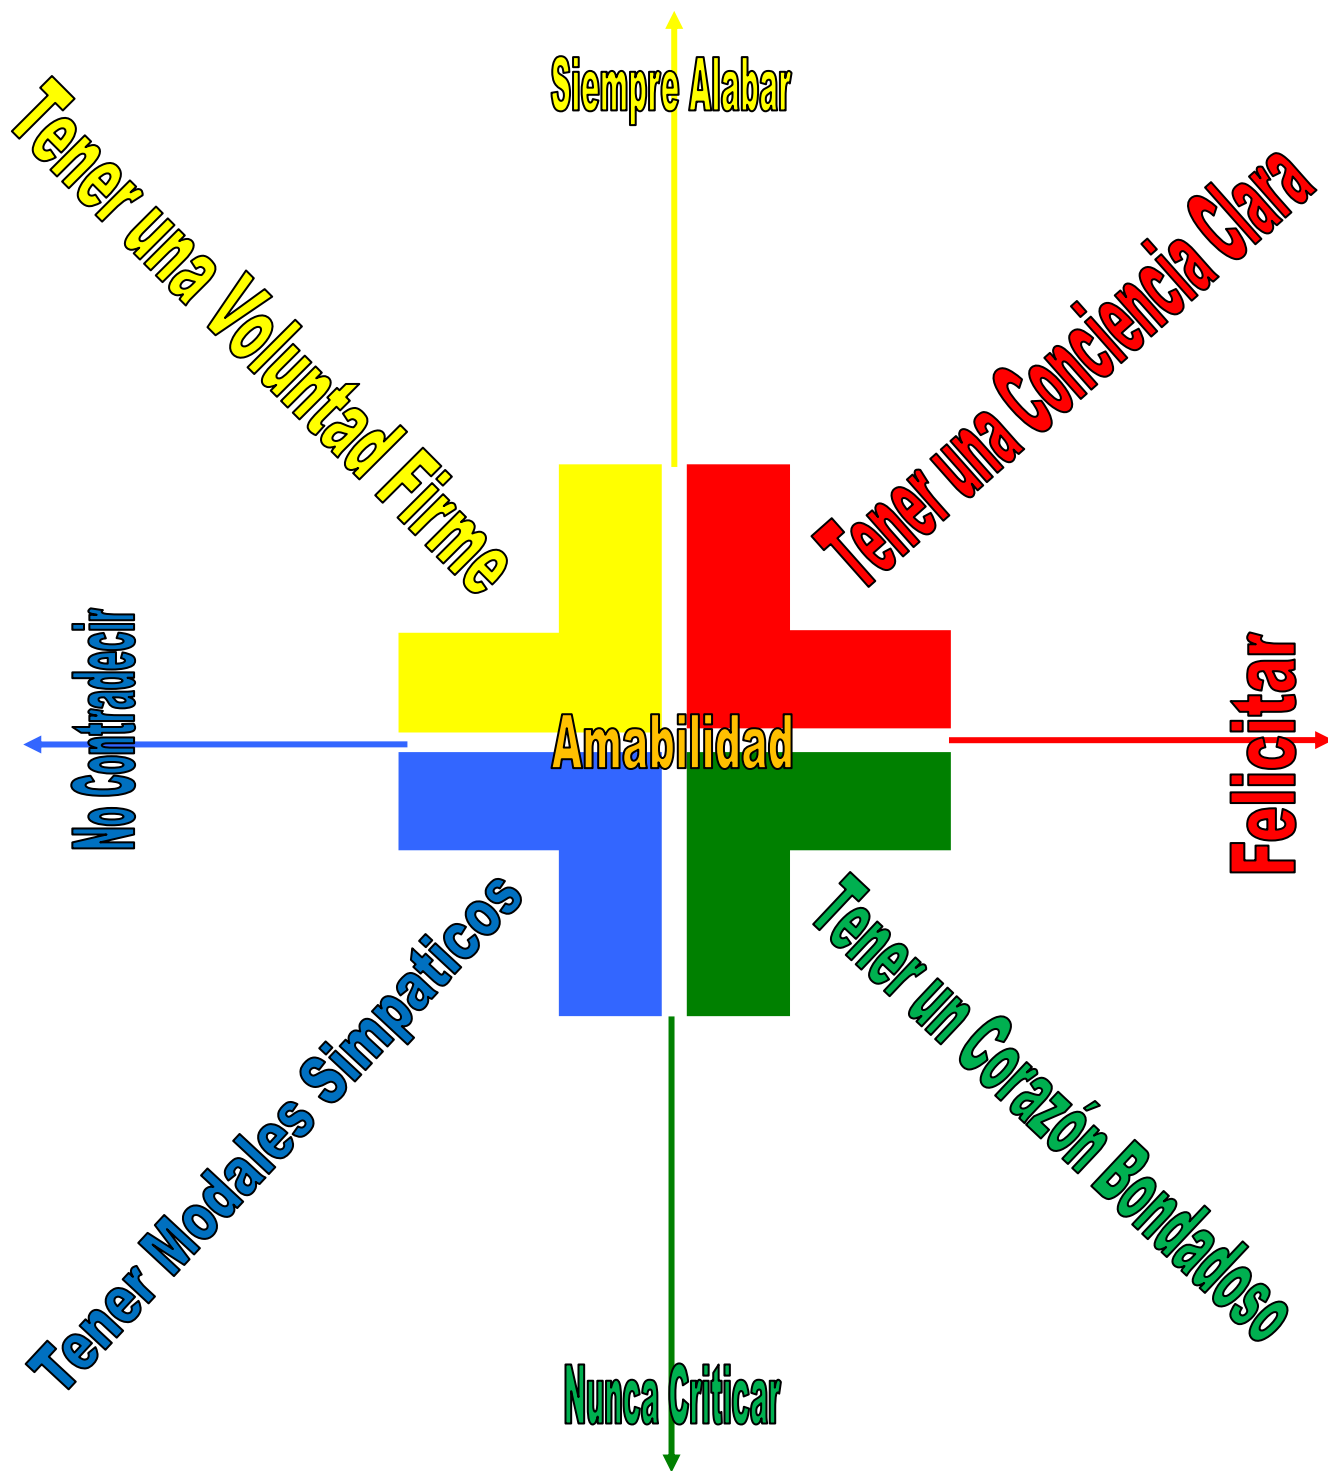 Siempre Alabar
Tener una Voluntad Firme
Tener una Conciencia Clara
No Contradecir
Amabilidad
Felicitar
Tener Modales Simpaticos
Tener un Corazón Bondadoso
Nunca Criticar